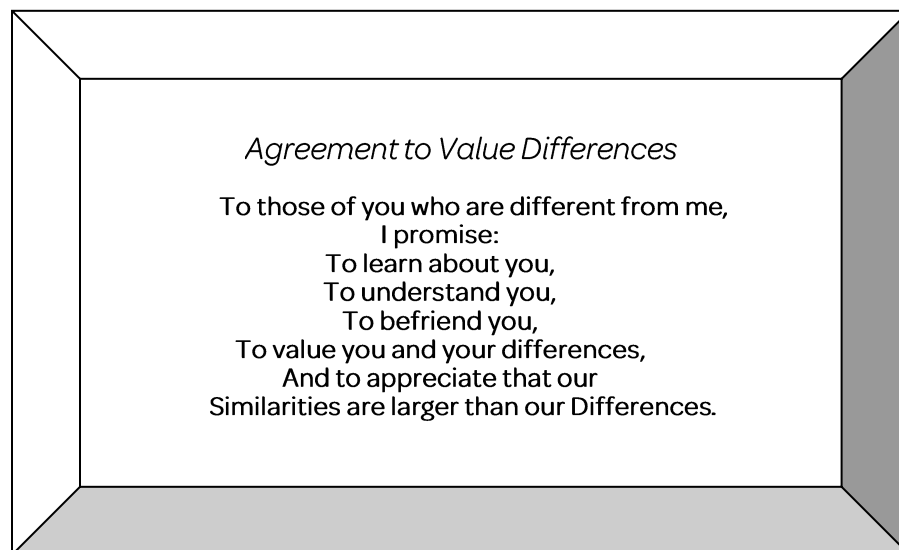 Agreement to Value Differences
To those of you who are different from me,
I promise:
To learn about you,
To understand you,
To befriend you,
To value you and your differences,
And to appreciate that our
Similarities are larger than our Differences.